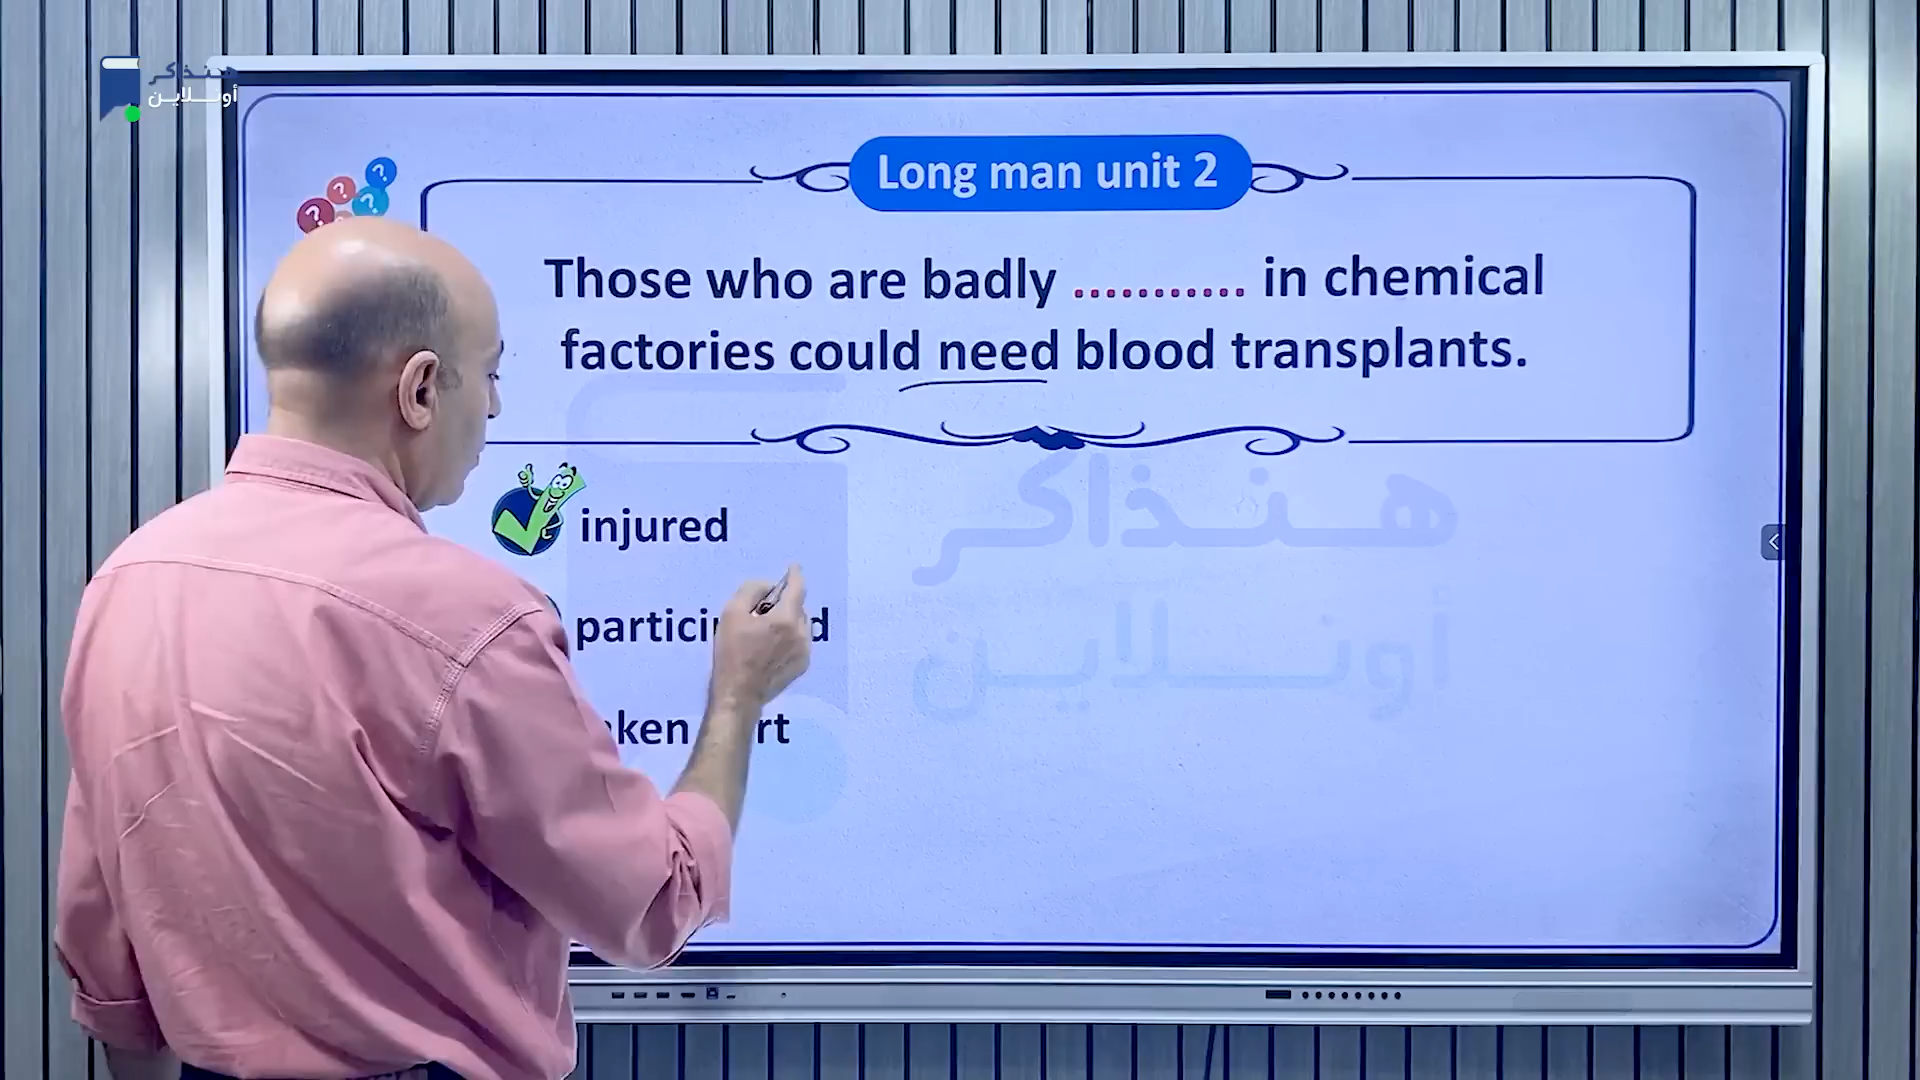 هنذاكر
أونلاين
Long man unit 2
Those who are badly ........... in chemical
factories could need blood transplants.
injured
هنذاكر
أونلاين